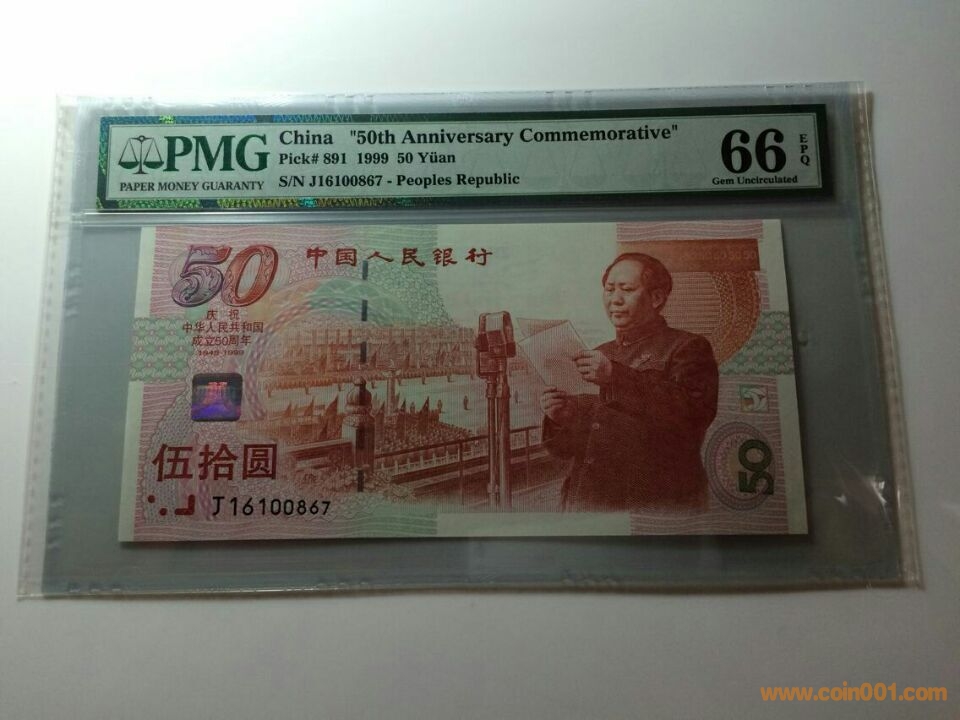 PMG
PAPER MONEY GUARANTY
China "50th Anniversary Commemorative"
Pick# 891 1999 50 Yüan
S/N J16100867 - Peoples Republic
66
EPQ
Gem Uncirculated
50
中国人民银行
庆祝
中华人民共和国
成立50周年
1949-1999
伍拾圆
J16100867
50
www.coin001.com